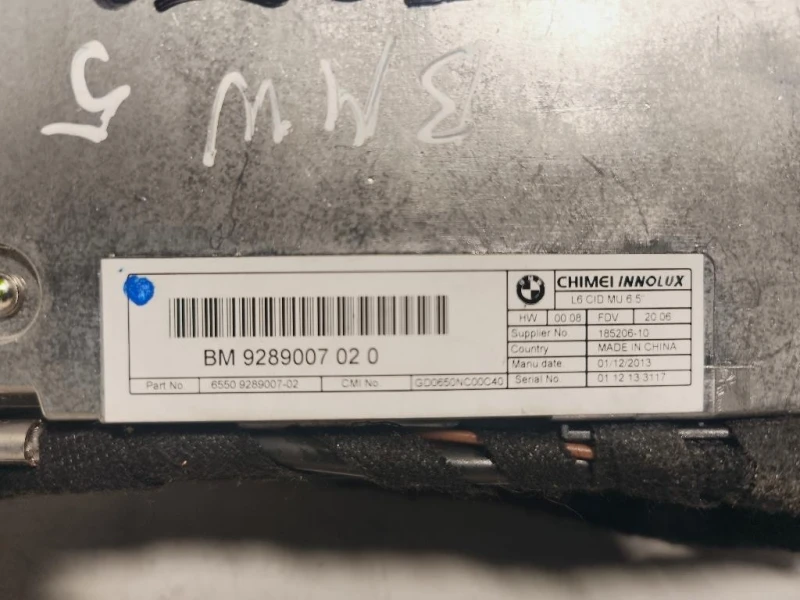 BMW 5
CHIMEI INNOLUX
L6 CID MU 6.5"
HW 00 08 FDV 20 06
Supplier No. 185206-10
Country MADE IN CHINA
Manu date 01/12/2013
Serial No 01 12 13 3117
BM 9289007 02 0
Part No. 6550 9289007-02 CMI No. GD0650NC00C40